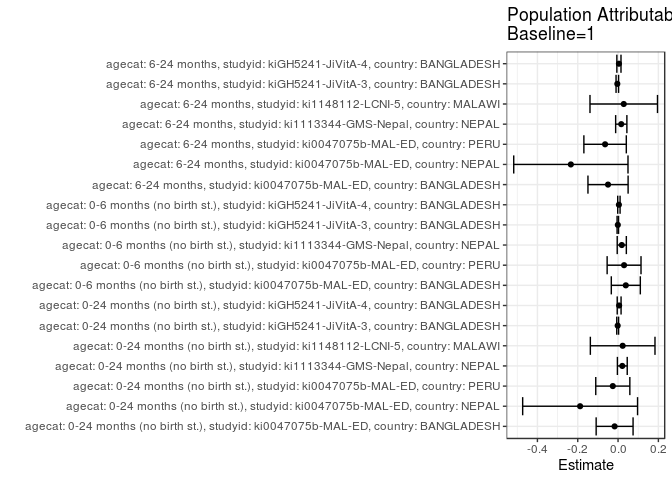 Population Attributab
Baseline=1
agecat: 6-24 months, studyid: kiGH5241-JiVitA-4, country: BANGLADESH
agecat: 6-24 months, studyid: kiGH5241-JiVitA-3, country: BANGLADESH
agecat: 6-24 months, studyid: ki1148112-LCNI-5, country: MALAWI
agecat: 6-24 months, studyid: ki1113344-GMS-Nepal, country: NEPAL
agecat: 6-24 months, studyid: ki0047075b-MAL-ED, country: PERU
agecat: 6-24 months, studyid: ki0047075b-MAL-ED, country: NEPAL
agecat: 6-24 months, studyid: ki0047075b-MAL-ED, country: BANGLADESH
agecat: 0-6 months (no birth st.), studyid: kiGH5241-JiVitA-4, country: BANGLADESH
agecat: 0-6 months (no birth st.), studyid: kiGH5241-JiVitA-3, country: BANGLADESH
agecat: 0-6 months (no birth st.), studyid: ki1113344-GMS-Nepal, country: NEPAL
agecat: 0-6 months (no birth st.), studyid: ki0047075b-MAL-ED, country: PERU
agecat: 0-6 months (no birth st.), studyid: ki0047075b-MAL-ED, country: BANGLADESH
agecat: 0-24 months (no birth st.), studyid: kiGH5241-JiVitA-4, country: BANGLADESH
agecat: 0-24 months (no birth st.), studyid: kiGH5241-JiVitA-3, country: BANGLADESH
agecat: 0-24 months (no birth st.), studyid: ki1148112-LCNI-5, country: MALAWI
agecat: 0-24 months (no birth st.), studyid: ki1113344-GMS-Nepal, country: NEPAL
agecat: 0-24 months (no birth st.), studyid: ki0047075b-MAL-ED, country: PERU
agecat: 0-24 months (no birth st.), studyid: ki0047075b-MAL-ED, country: NEPAL
agecat: 0-24 months (no birth st.), studyid: ki0047075b-MAL-ED, country: BANGLADESH
-0.4 -0.2 0.0 0.2
Estimate